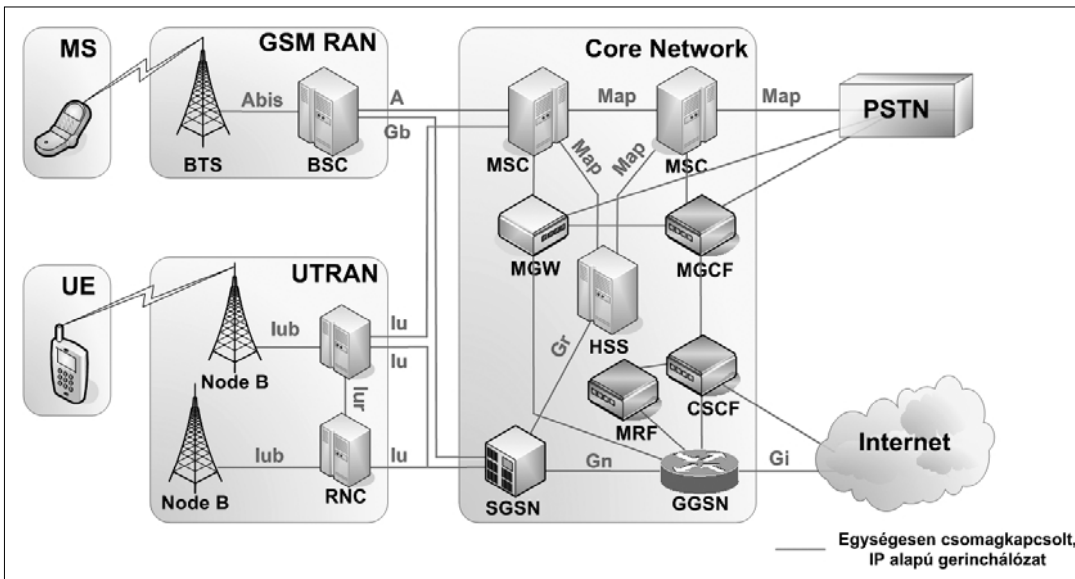 MS
GSM RAN
Core Network
Abis
A
Gb
BTS
BSC
MSC
Map
MSC
Map
PSTN
Map
Map
MGW
MGCF
UE
UTRAN
Iub
Iu
Iu
Node B
Iur
HSS
Gr
MRF
CSCF
Internet
Iub
Iu
Node B
RNC
SGSN
Gn
GGSN
Gi
Egységesen csomagkapcsolt,
IP alapú gerinchálózat